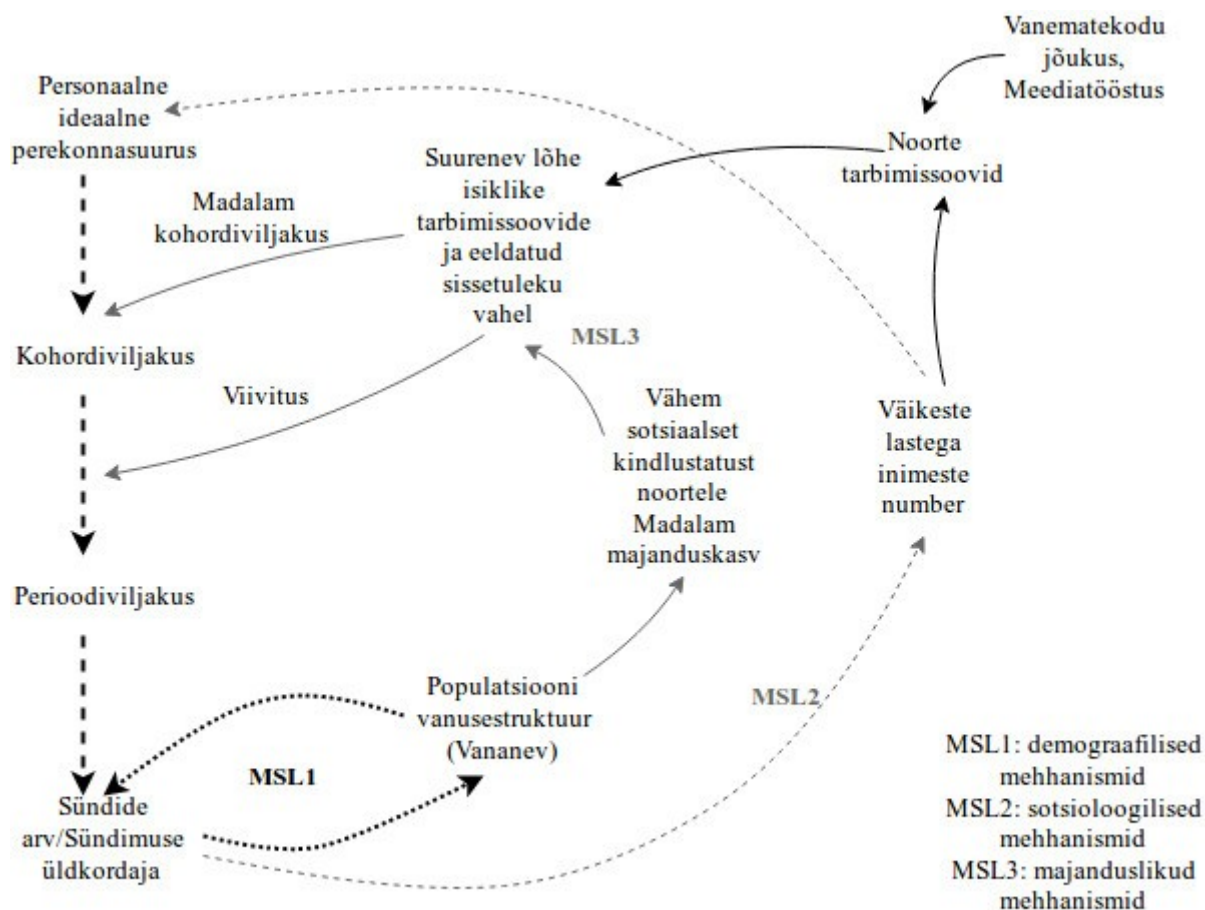 Vanematekodu
jõukus,
Meediatööstus
Personaalne
ideaalne
perekonnasuurus
Noorte
tarbimissoovid
Suurenev lõhe
isiklike
tarbimissoovide
ja eeldatud
sissetuleku
vahel
Madalam
kohordiviljakus
MSL3
Kohordiviljakus
Viivitus
Vähem
sotsiaalset
kindlustatust
noortele
Madalam
majanduskasv
Väikeste
lastega
inimeste
number
Perioodiviljakus
Populatsiooni
vanusestruktuur
(Vananev)
MSL2
MSL1
Sündide
arv/Sündimuse
üldkordaja
MSL1: demograafilised
mehhanismid
MSL2: sotsioloogilised
mehhanismid
MSL3: majanduslikud
mehhanismid